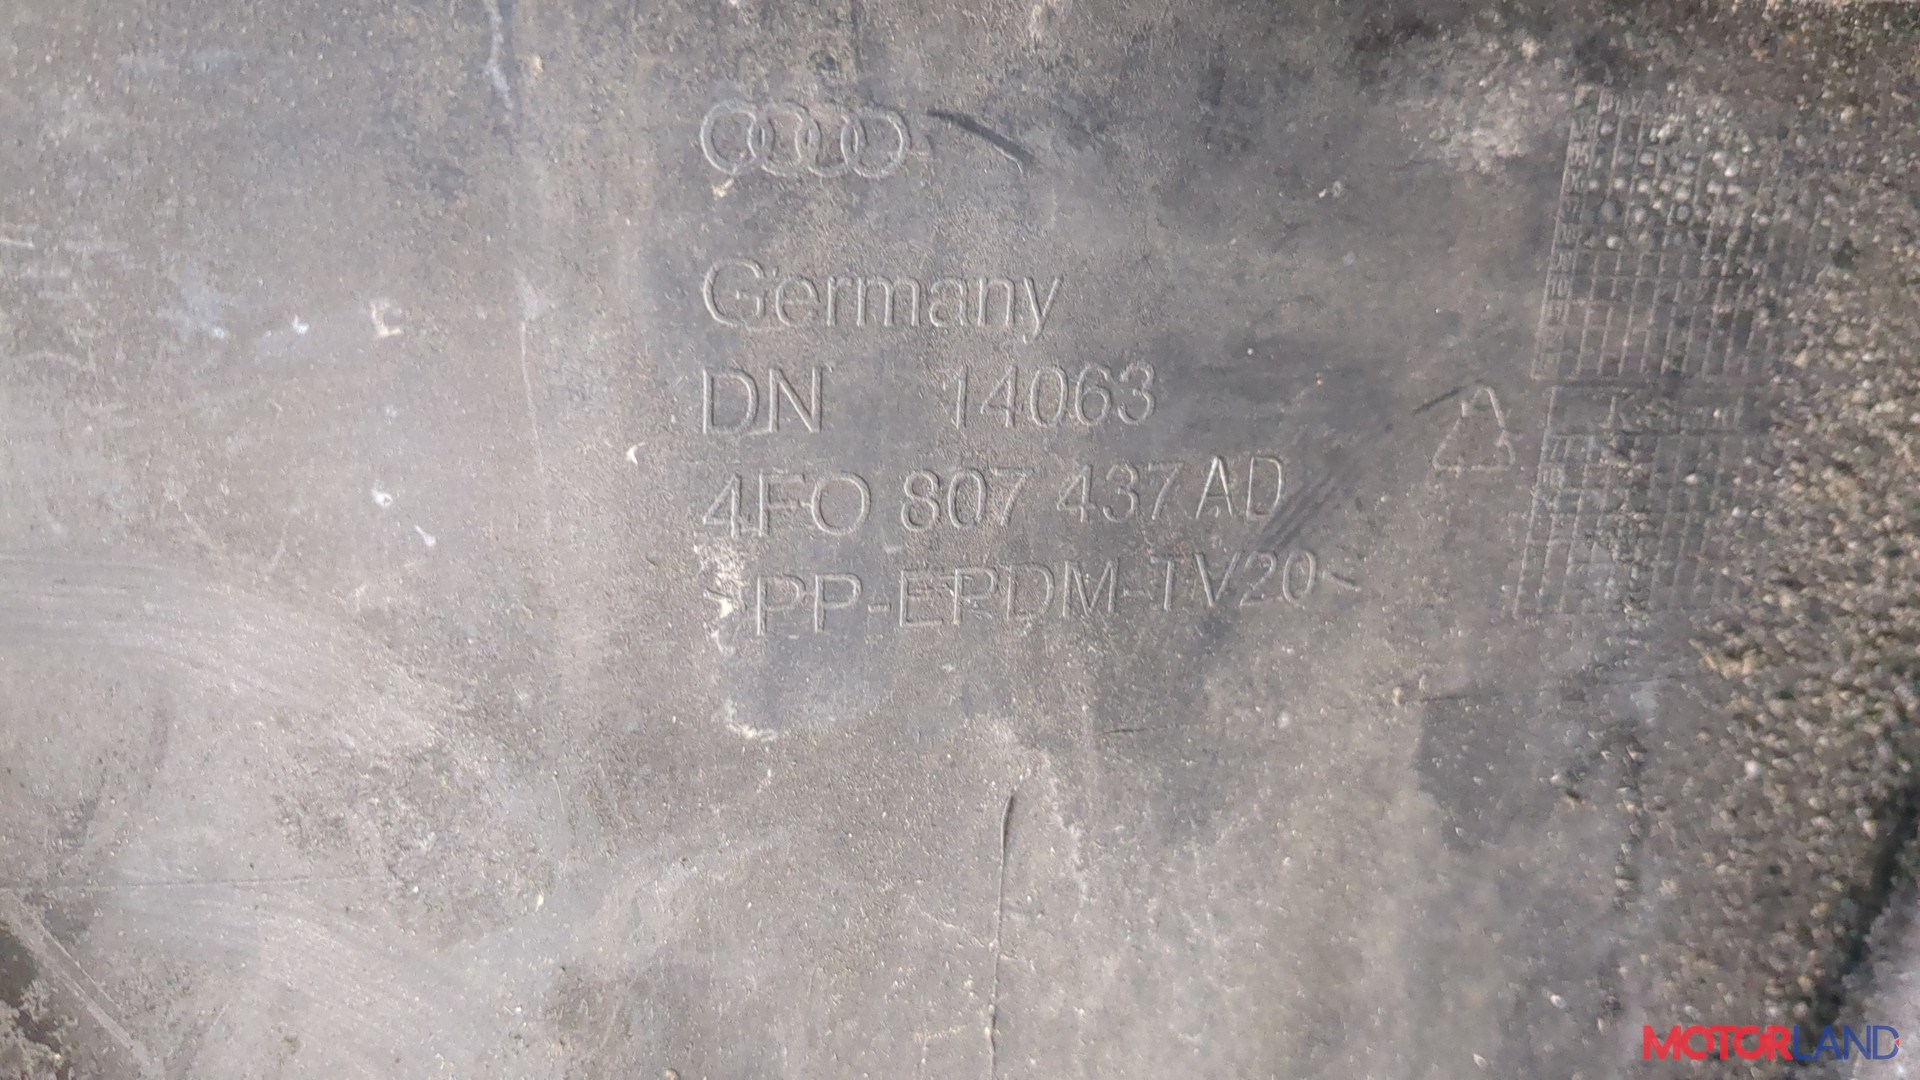 Germany
DN 14063
4F0 807 437 AD
>PP-EPDM-TV20<
MOTORLAND